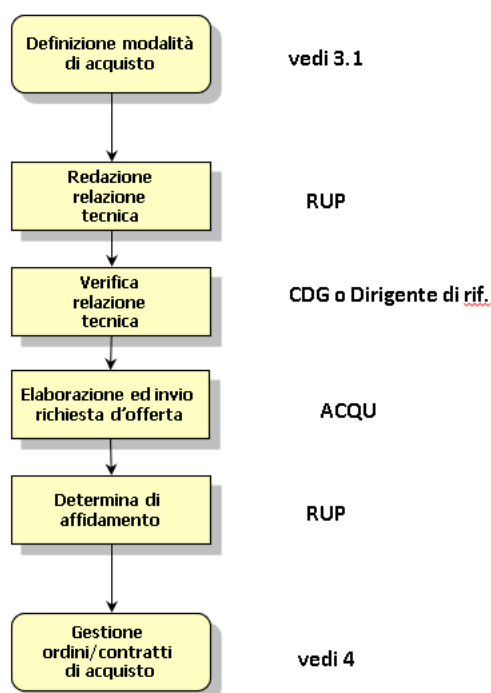 Definizione modalità
di acquisto
vedi 3.1
Redazione
relazione
tecnica
RUP
Verifica
relazione
tecnica
CDG o Dirigente di rif.
Elaborazione ed invio
richiesta d'offerta
ACQU
Determina di
affidamento
RUP
Gestione
ordini/contratti
di acquisto
vedi 4